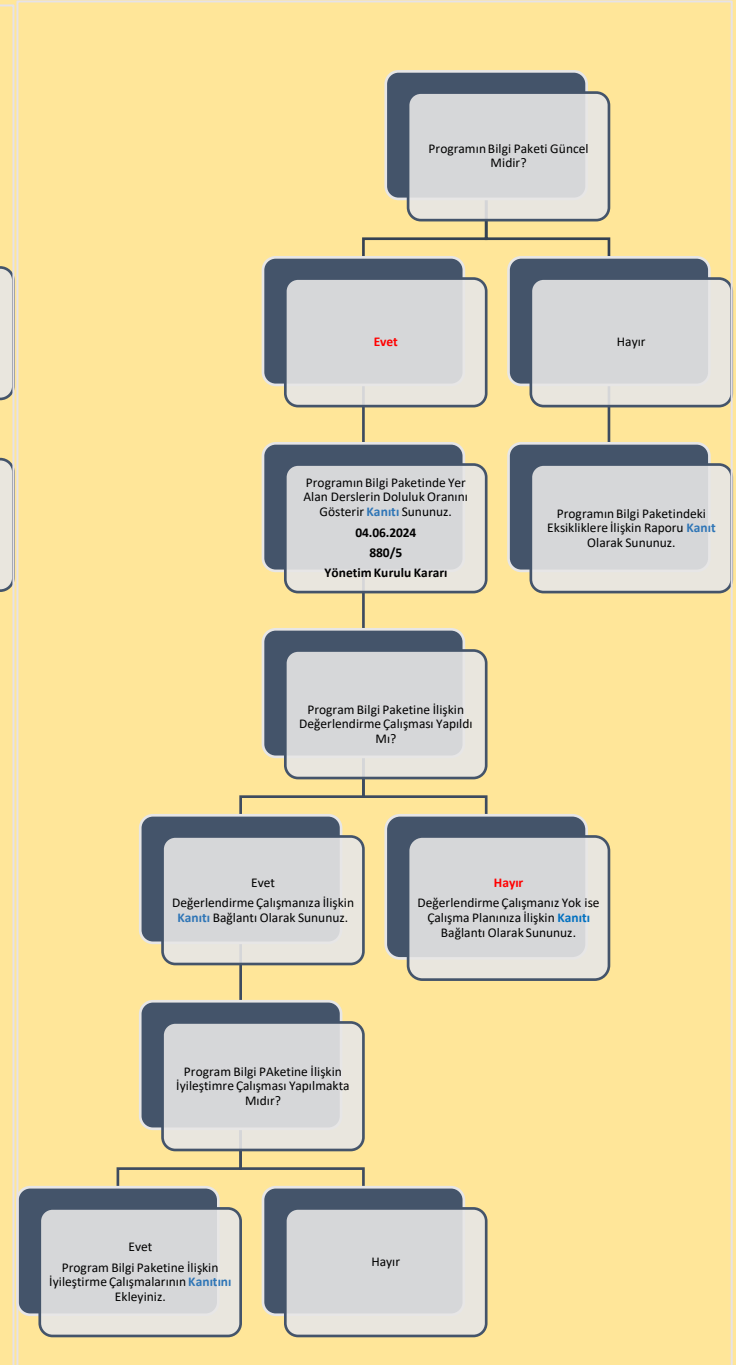 Programın Bilgi Paketi Güncel
Midir?
Evet
Hayır
Programın Bilgi Paketinde Yer
Alan Derslerin Doluluk Oranını
Gösterir Kanıtı Sununuz.
04.06.2024
880/5
Yönetim Kurulu Kararı
Programın Bilgi Paketindeki
Eksikliklere İlişkin Raporu Kanıt
Olarak Sununuz.
Program Bilgi Paketine İlişkin
Değerlendirme Çalışması Yapıldı
Mı?
Evet
Değerlendirme Çalışmanıza İlişkin
Kanıtı Bağlantı Olarak Sununuz.
Hayır
Değerlendirme Çalışmanız Yok ise
Çalışma Planınıza İlişkin Kanıtı
Bağlantı Olarak Sununuz.
Program Bilgi PAketine İlişkin
İyileştimre Çalışması Yapılmakta
Mıdır?
Evet
Program Bilgi Paketine İlişkin
İyileştirme Çalışmalarının Kanıtını
Ekleyiniz.
Hayır